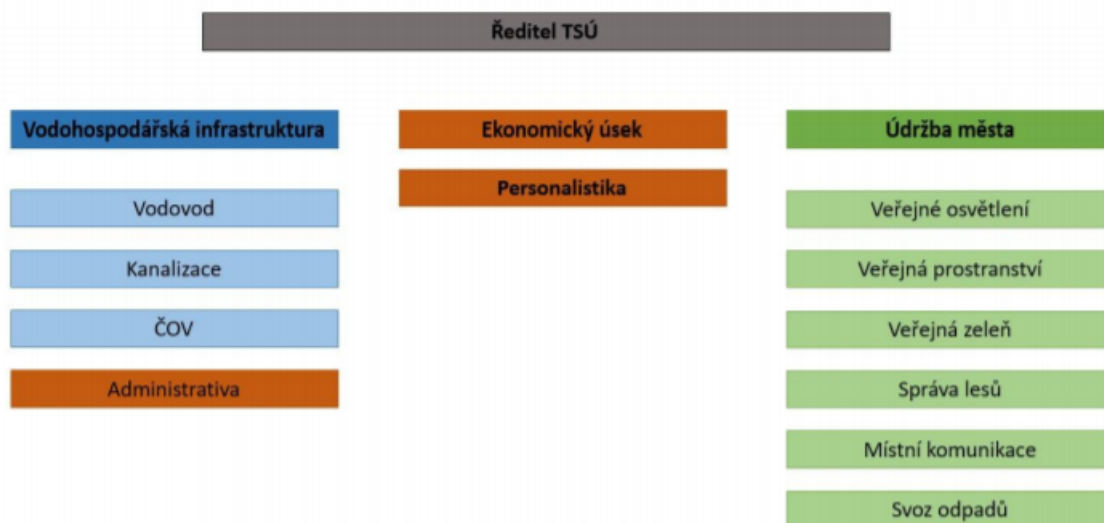 Ředitel TSÚ
Vodohospodářská infrastruktura
Vodovod
Kanalizace
ČOV
Administrativa
Ekonomický úsek
Personalistika
Údržba města
Veřejné osvětlení
Veřejná prostranství
Veřejná zeleň
Správa lesů
Místní komunikace
Svoz odpadů